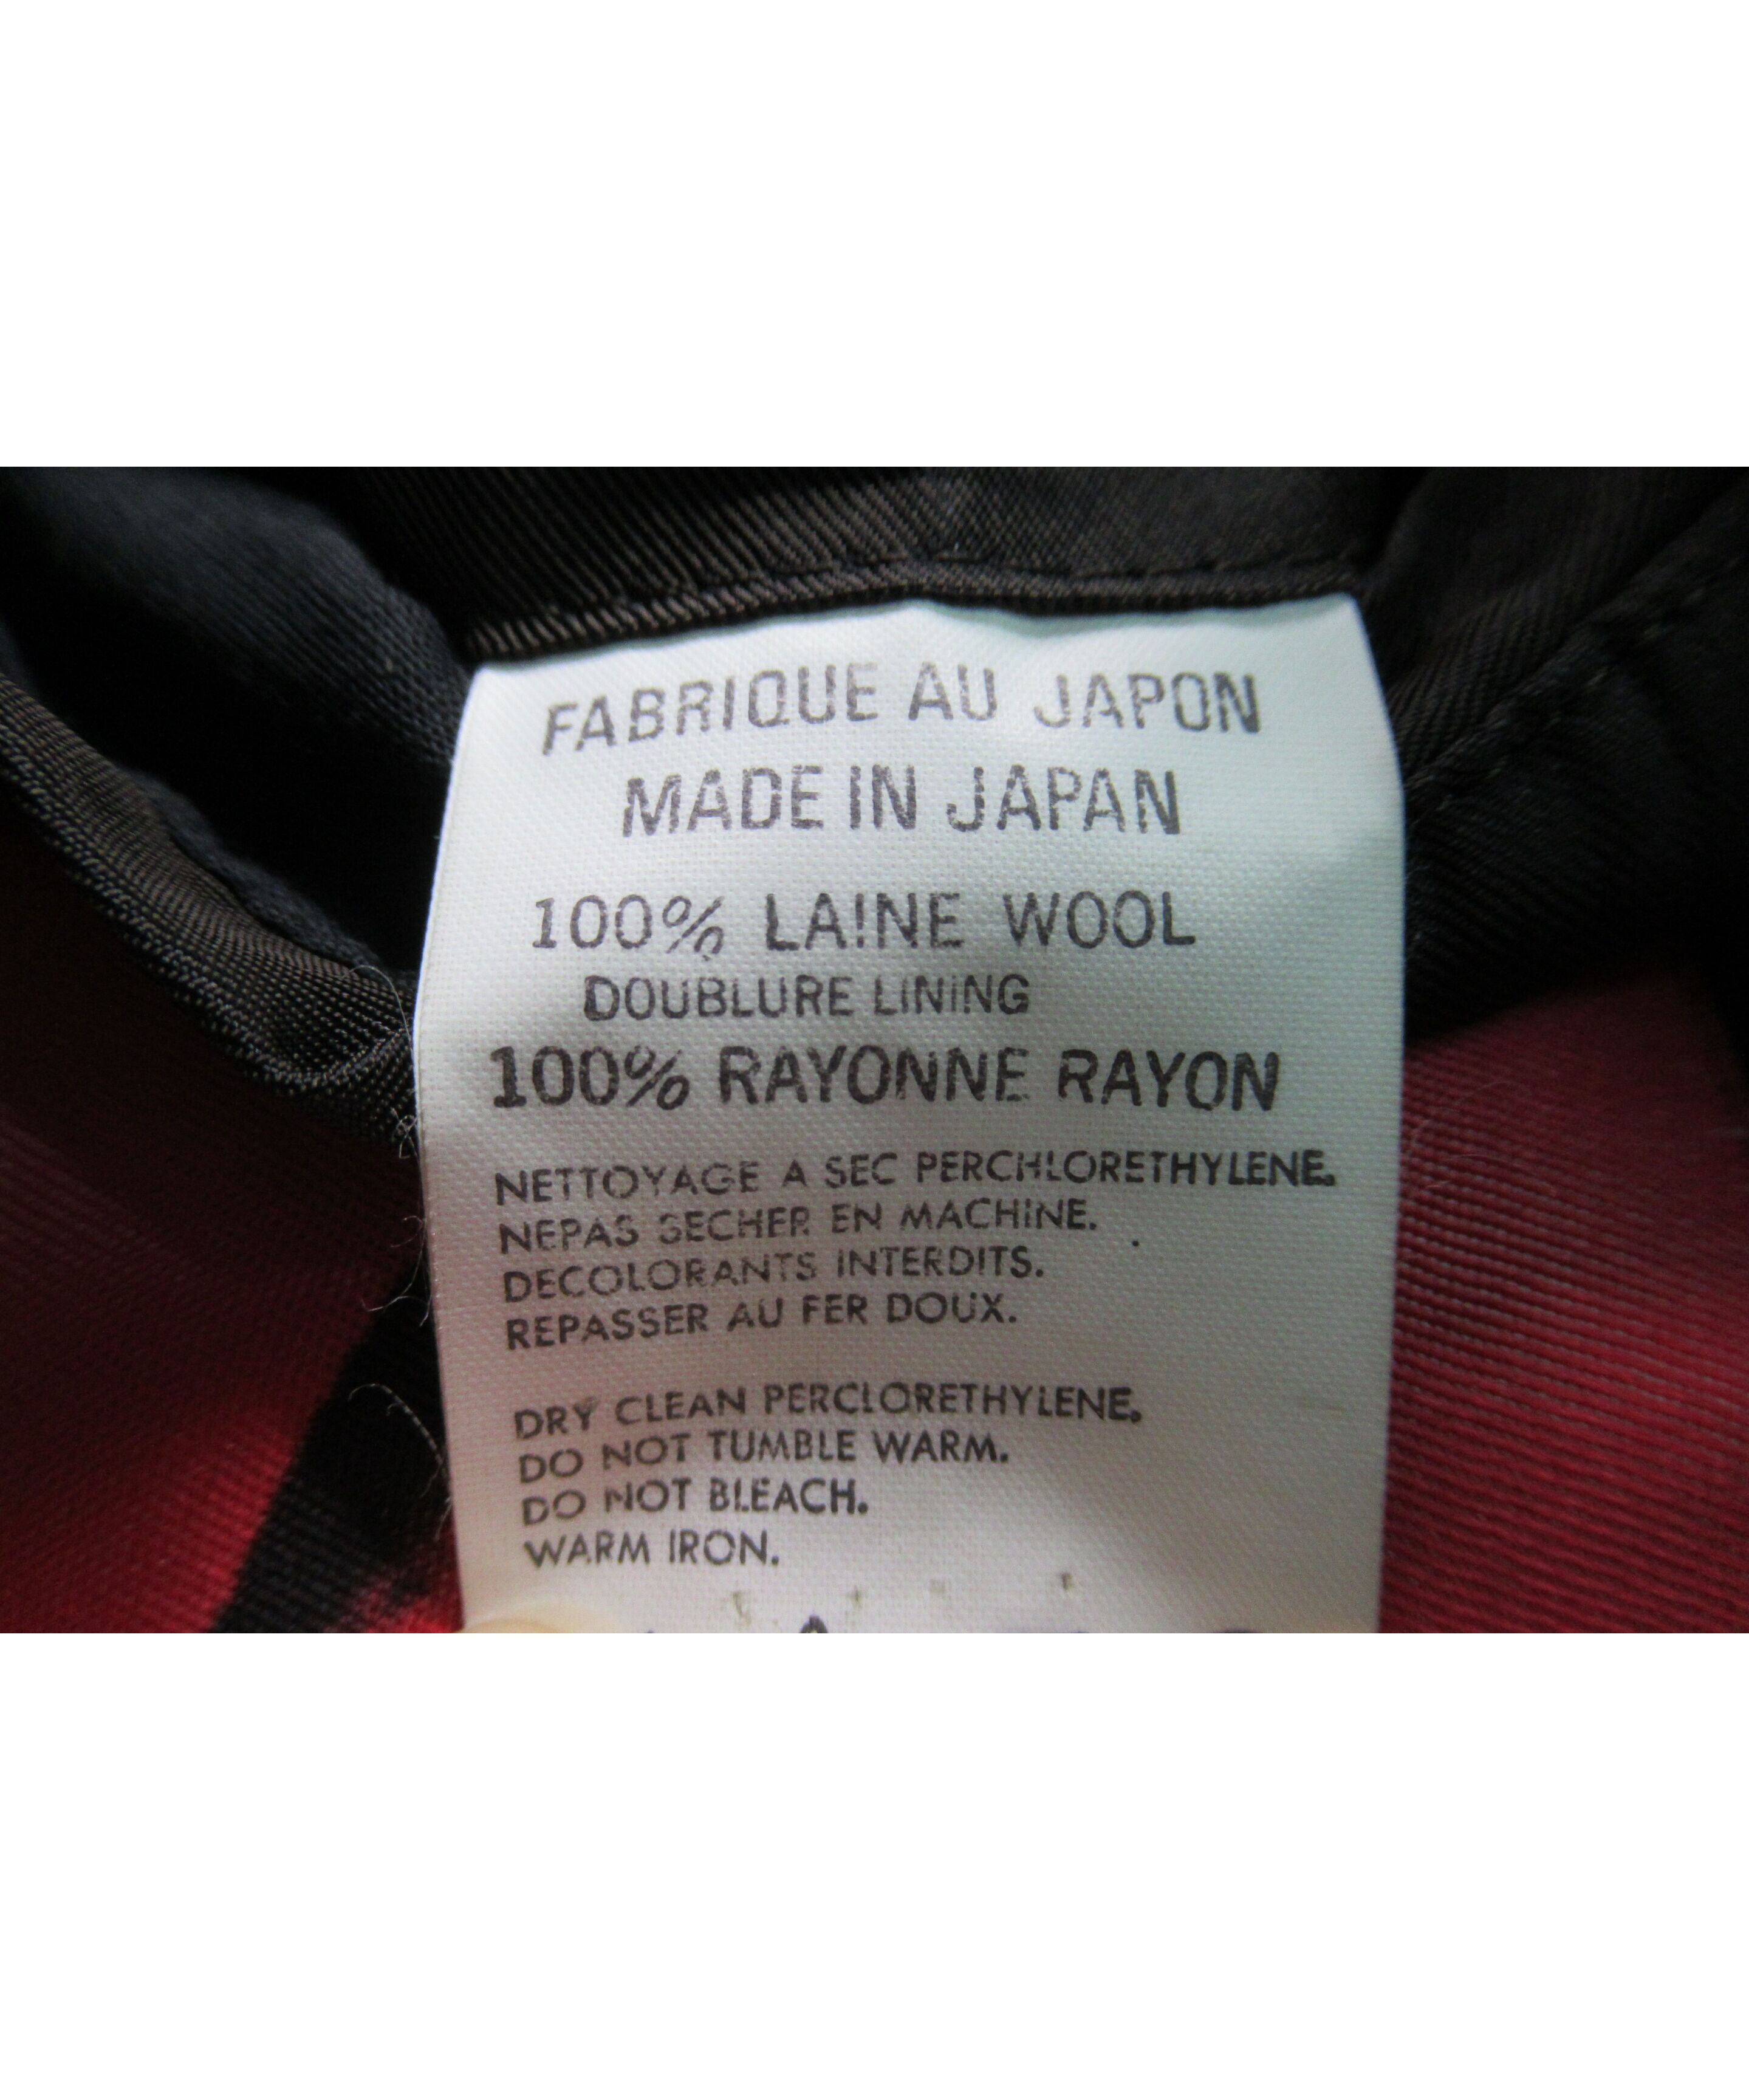 FABRIQUE AU JAPON
MADE IN JAPAN
100% LAINE WOOL
DOUBLURE LINING
100% RAYONNE RAYON
NETTOYAGE A SEC PERCHLORETHYLENE.
NEPAS SECHER EN MACHINE.
DECOLORANTS INTERDITS.
REPASSER AU FER DOUX.
DRY CLEAN PERCLORETHYLENE.
DO NOT TUMBLE WARM.
DO NOT BLEACH.
WARM IRON.